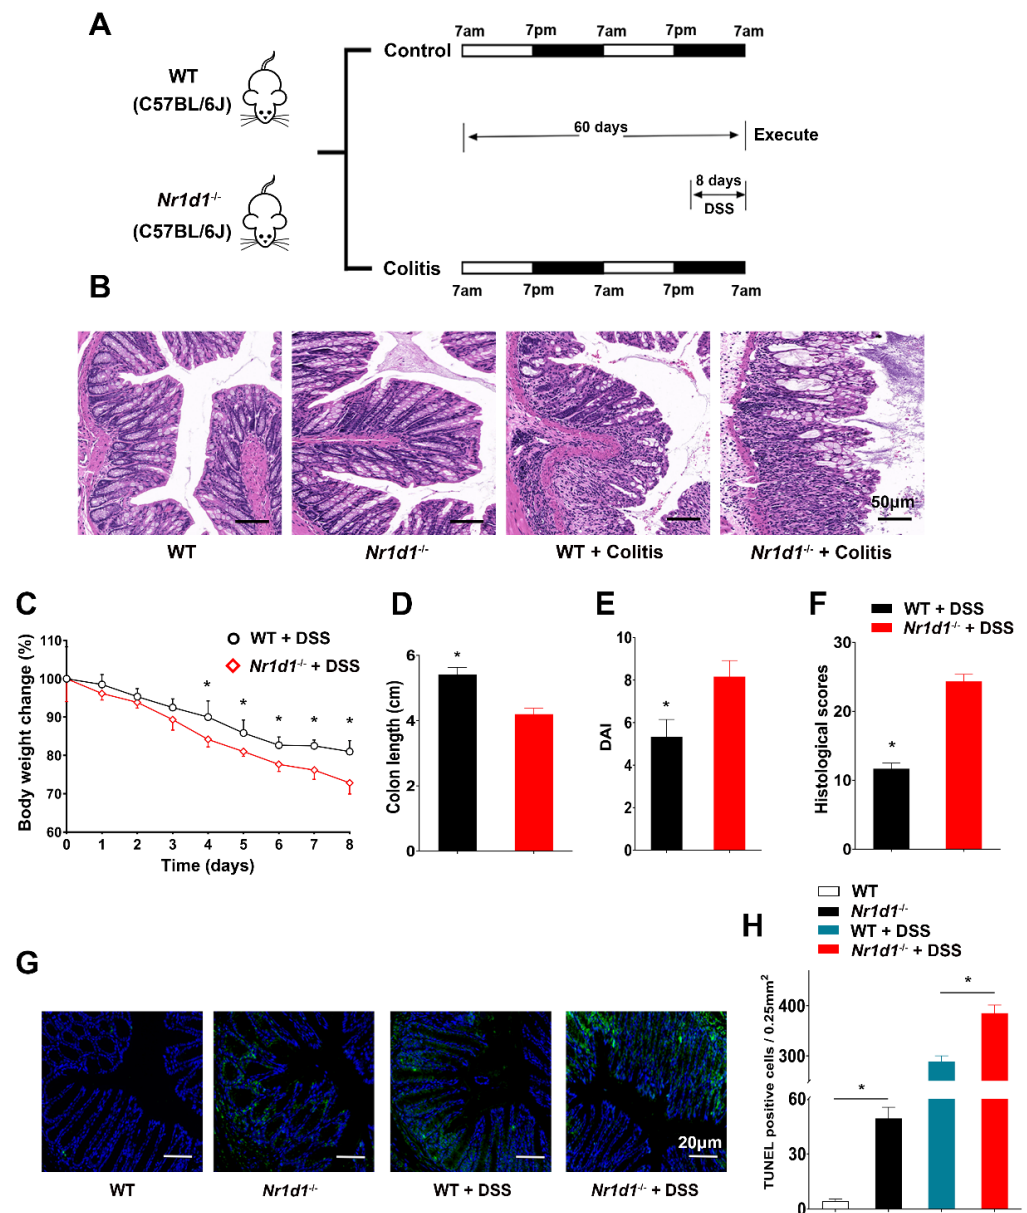 A
7am 7pm 7am 7pm 7am
Control
WT
(C57BL/6J)
60 days
Execute
8 days
DSS
Nr1d1-/-
(C57BL/6J)
Colitis
7am 7pm 7am 7pm 7am
B
50μm
WT
Nr1d1-/-
WT + Colitis
Nr1d1-/- + Colitis
C
WT + DSS
Nr1d1-/- + DSS
Body weight change (%)
110
100
90
80
70
60
* * * * *
0 1 2 3 4 5 6 7 8
Time (days)
D
Colon length (cm)
6
4
2
0
*
E
DAI
10
8
6
4
2
0
*
F
WT + DSS
Nr1d1-/- + DSS
Histological scores
30
20
10
0
*
G
20μm
WT
Nr1d1-/-
WT + DSS
Nr1d1-/- + DSS
H
WT
Nr1d1-/-
WT + DSS
Nr1d1-/- + DSS
TUNEL positive cells / 0.25mm2
400
300
60
30
0
*
*